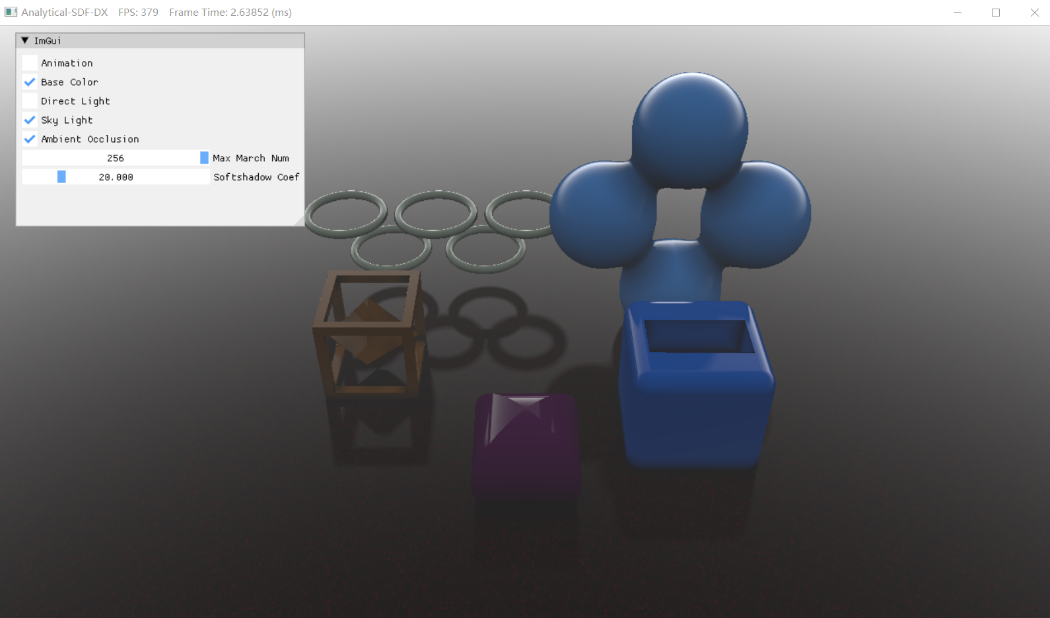 Analytical-SDF-DX FPS: 379 Frame Time: 2.63852 (ms)
ImGui
Animation
Base Color
Direct Light
Sky Light
Ambient Occlusion
256 Max March Num
20.000 Softshadow Coef